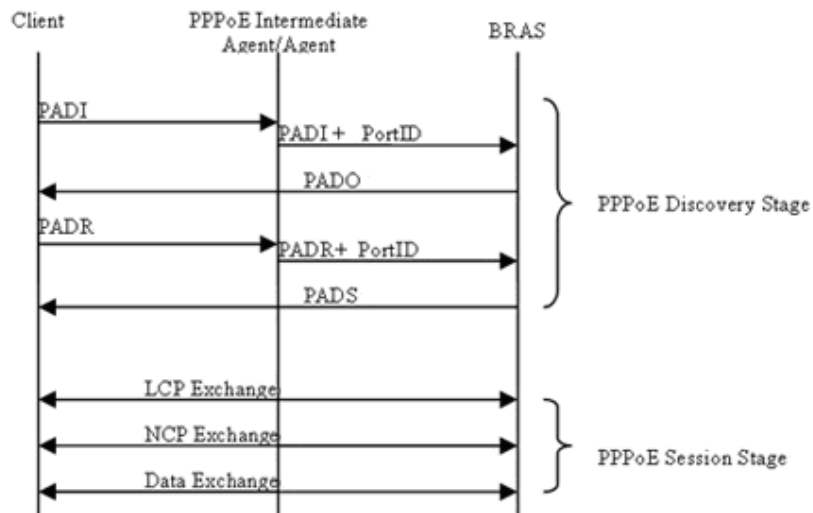 Client
PPPoE Intermediate
Agent/Agent
BRAS
PADI
PADI + PortID
PADO
PPPoE Discovery Stage
PADR
PADR+ PortID
PADS
LCP Exchange
NCP Exchange
PPPoE Session Stage
Data Exchange